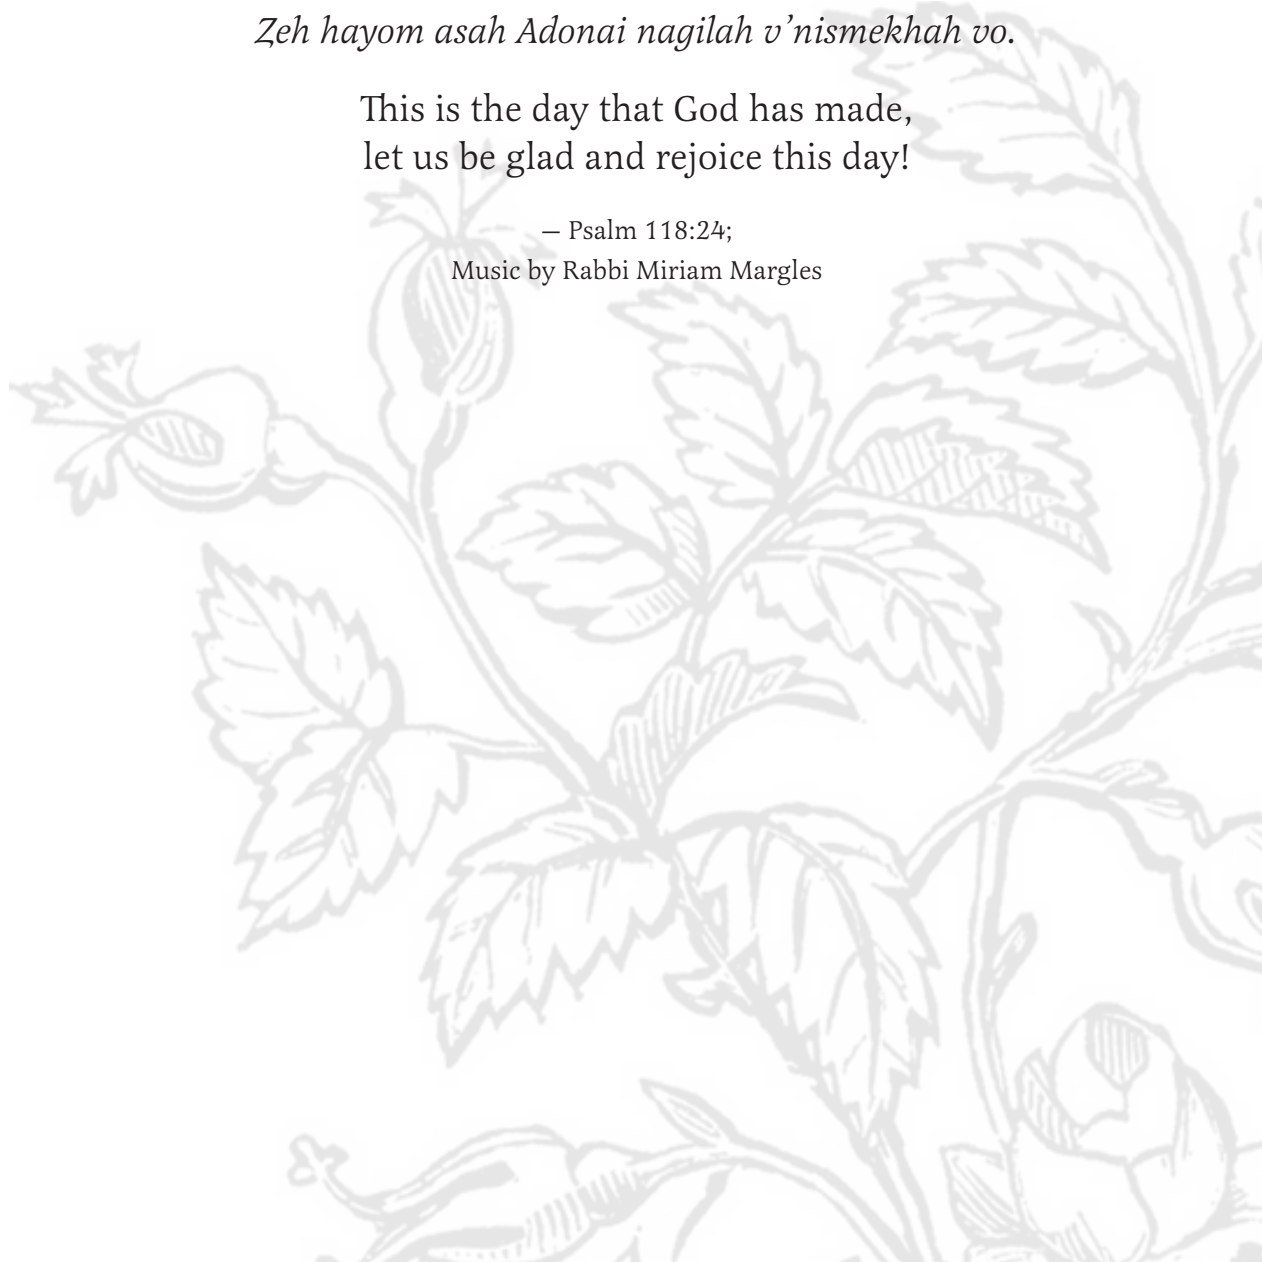 Zeh hayom asah Adonai nagilah v’nismekhah vo.
This is the day that God has made,
let us be glad and rejoice this day!
— Psalm 118:24;
Music by Rabbi Miriam Margles